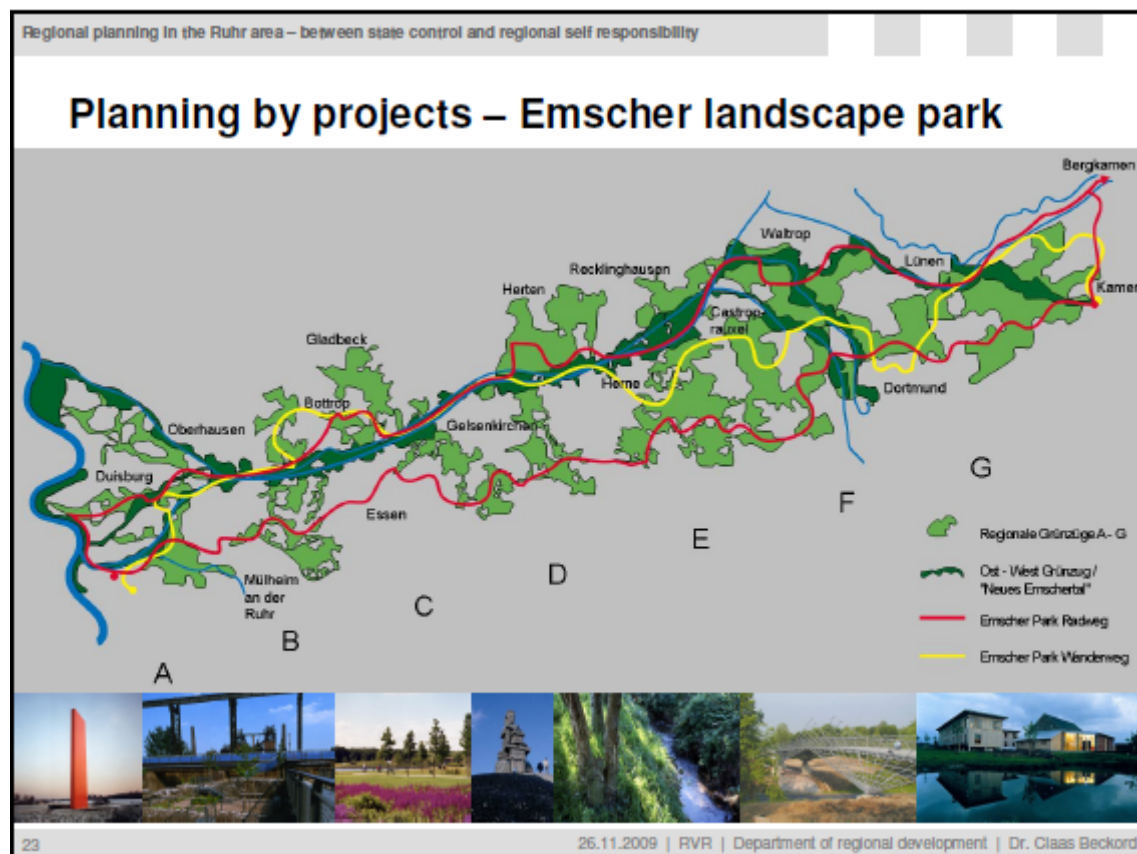 Regional planning in the Ruhr area – between state control and regional self responsibility
Planning by projects – Emscher landscape park
Bergkamen
Waltrop
Lünen
Recklinghausen
Kamen
Herten
Castrop-
rauxel
Gladbeck
Herne
Dortmund
Bottrop
Gelsenkirchen
Oberhausen
Duisburg
Essen
Mülheim
an der
Ruhr
A
B
C
D
E
F
G
Regionale Grünzüge A - G
Ost - West Grünzug /
"Neues Emschertal"
Emscher Park Radweg
Emscher Park Wanderweg
23
26.11.2009 | RVR | Department of regional development | Dr. Claas Beckord